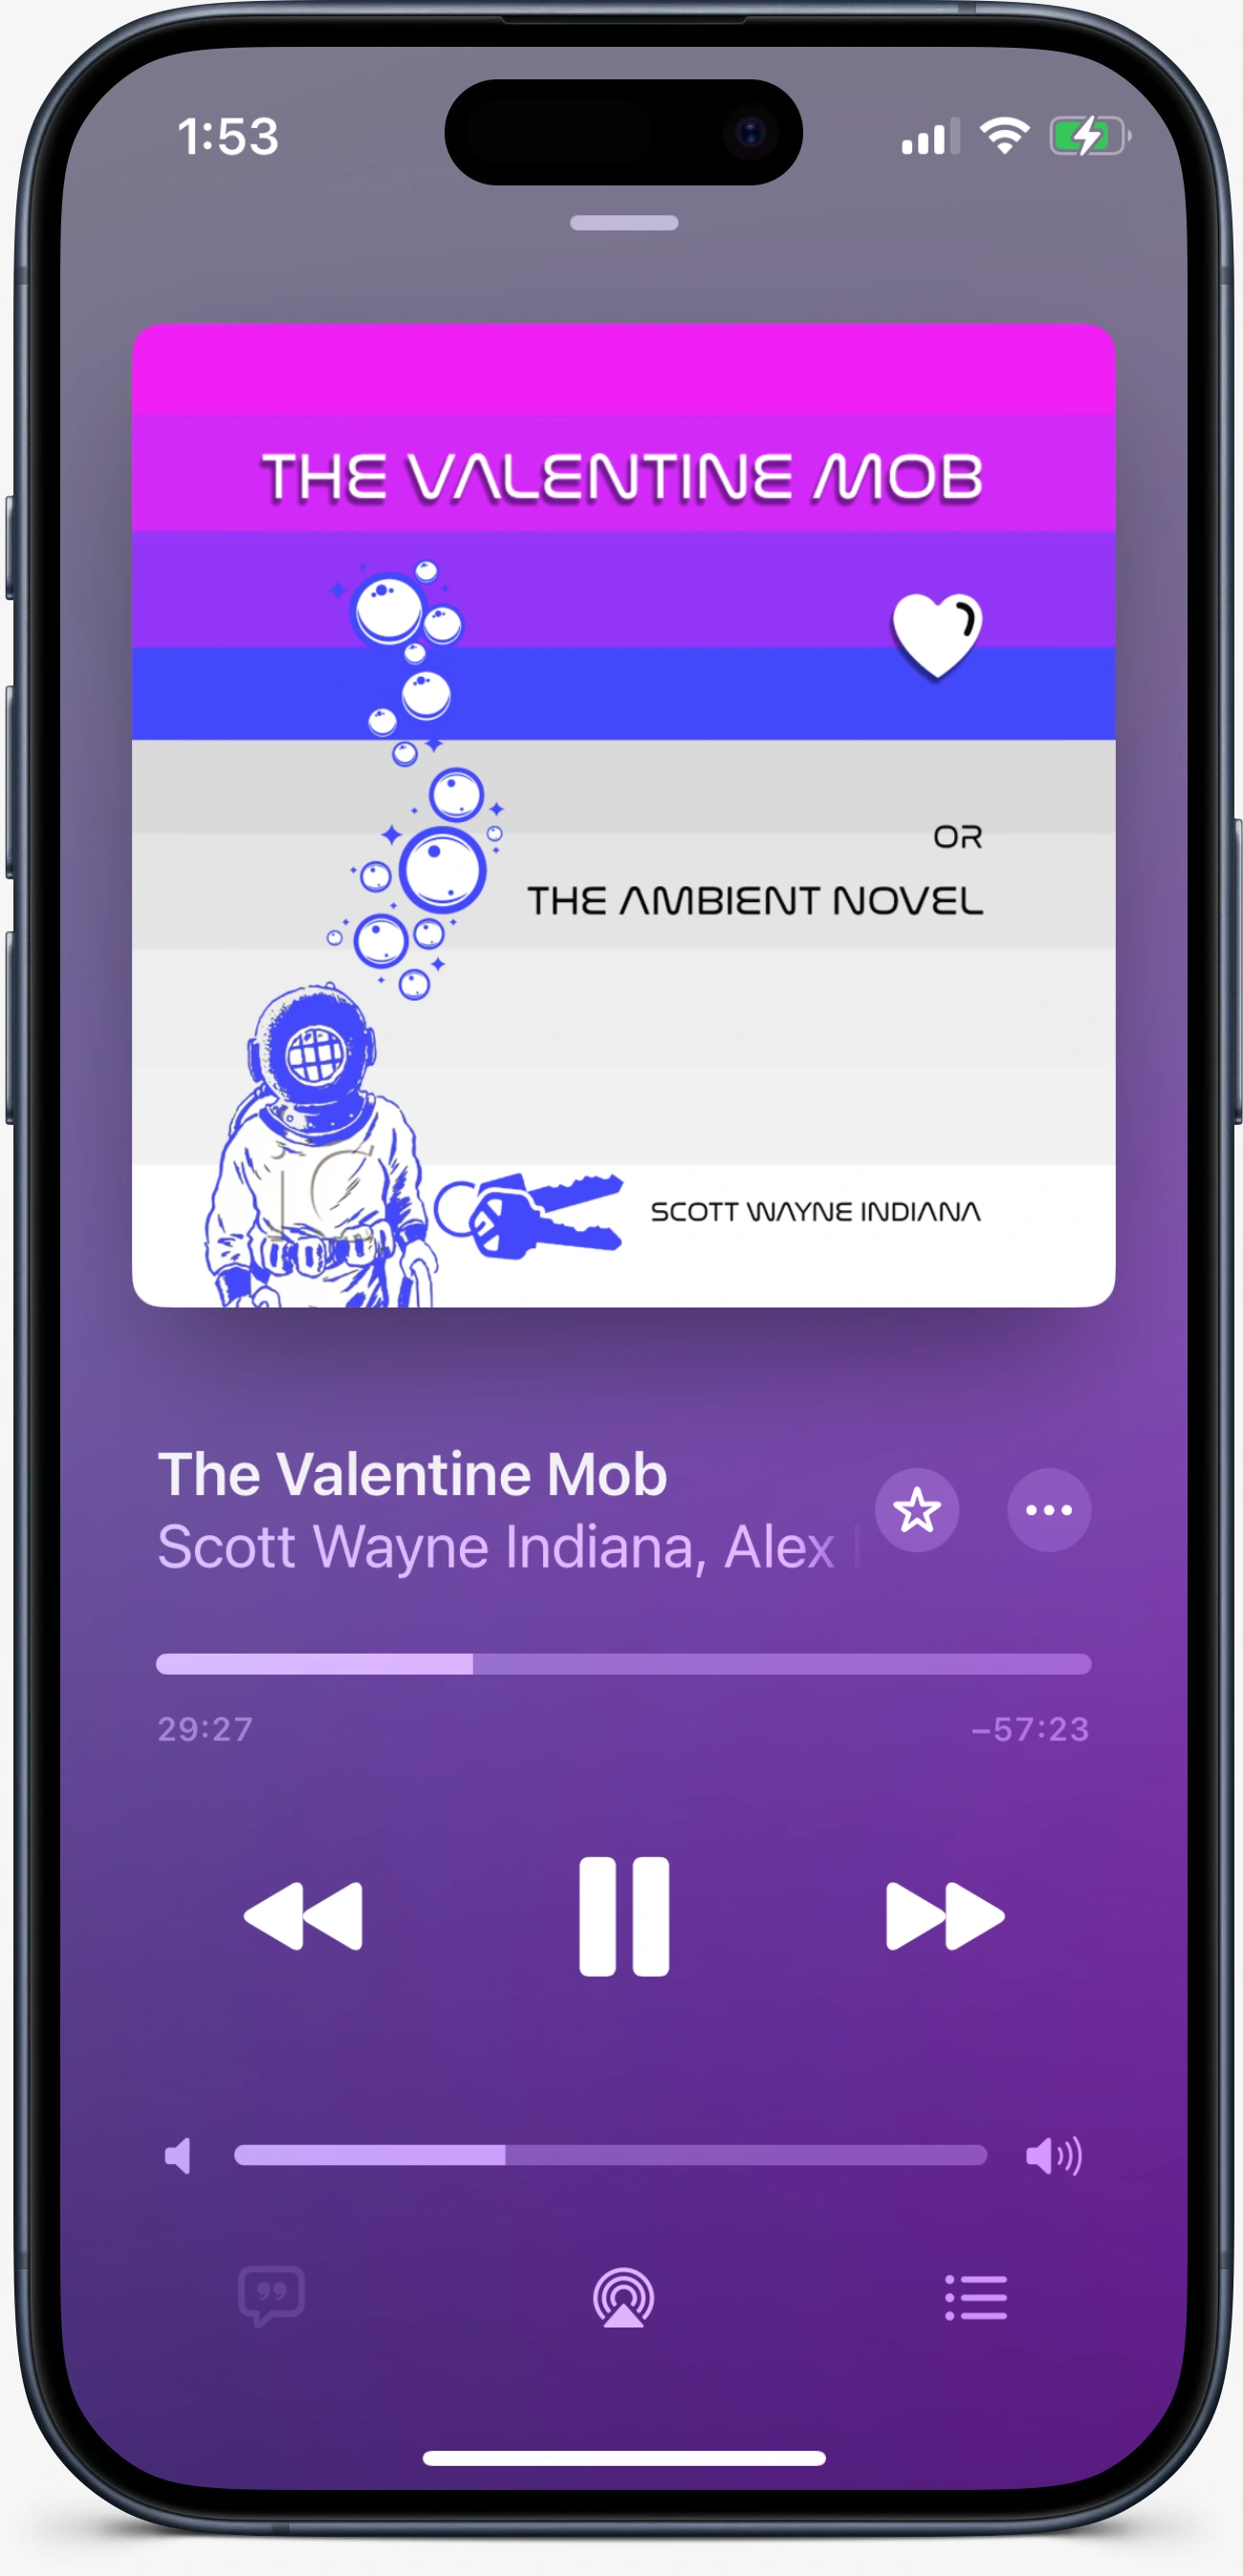 1:53
THE VALENTINE MOB
OR
THE AMBIENT NOVEL
iC
SCOTT WAYNE INDIANA
The Valentine Mob
Scott Wayne Indiana, Alex
29:27 –57:23